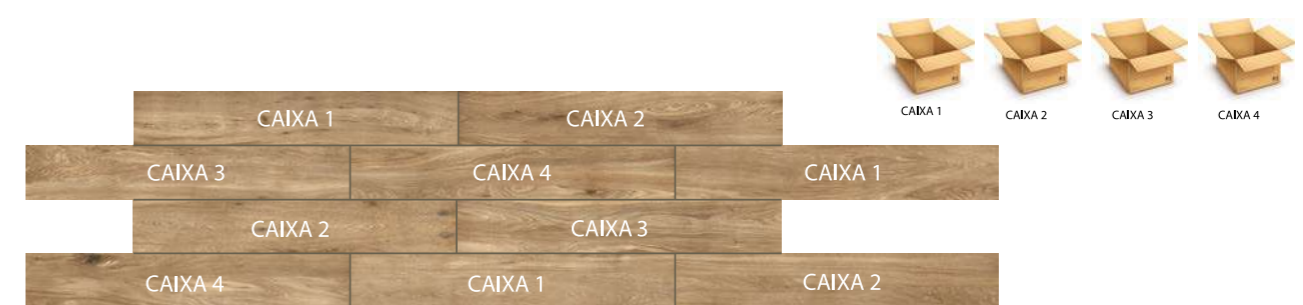 CAIXA 1 CAIXA 2 CAIXA 3 CAIXA 4
CAIXA 1 CAIXA 2
CAIXA 3 CAIXA 4 CAIXA 1
CAIXA 2 CAIXA 3
CAIXA 4 CAIXA 1 CAIXA 2